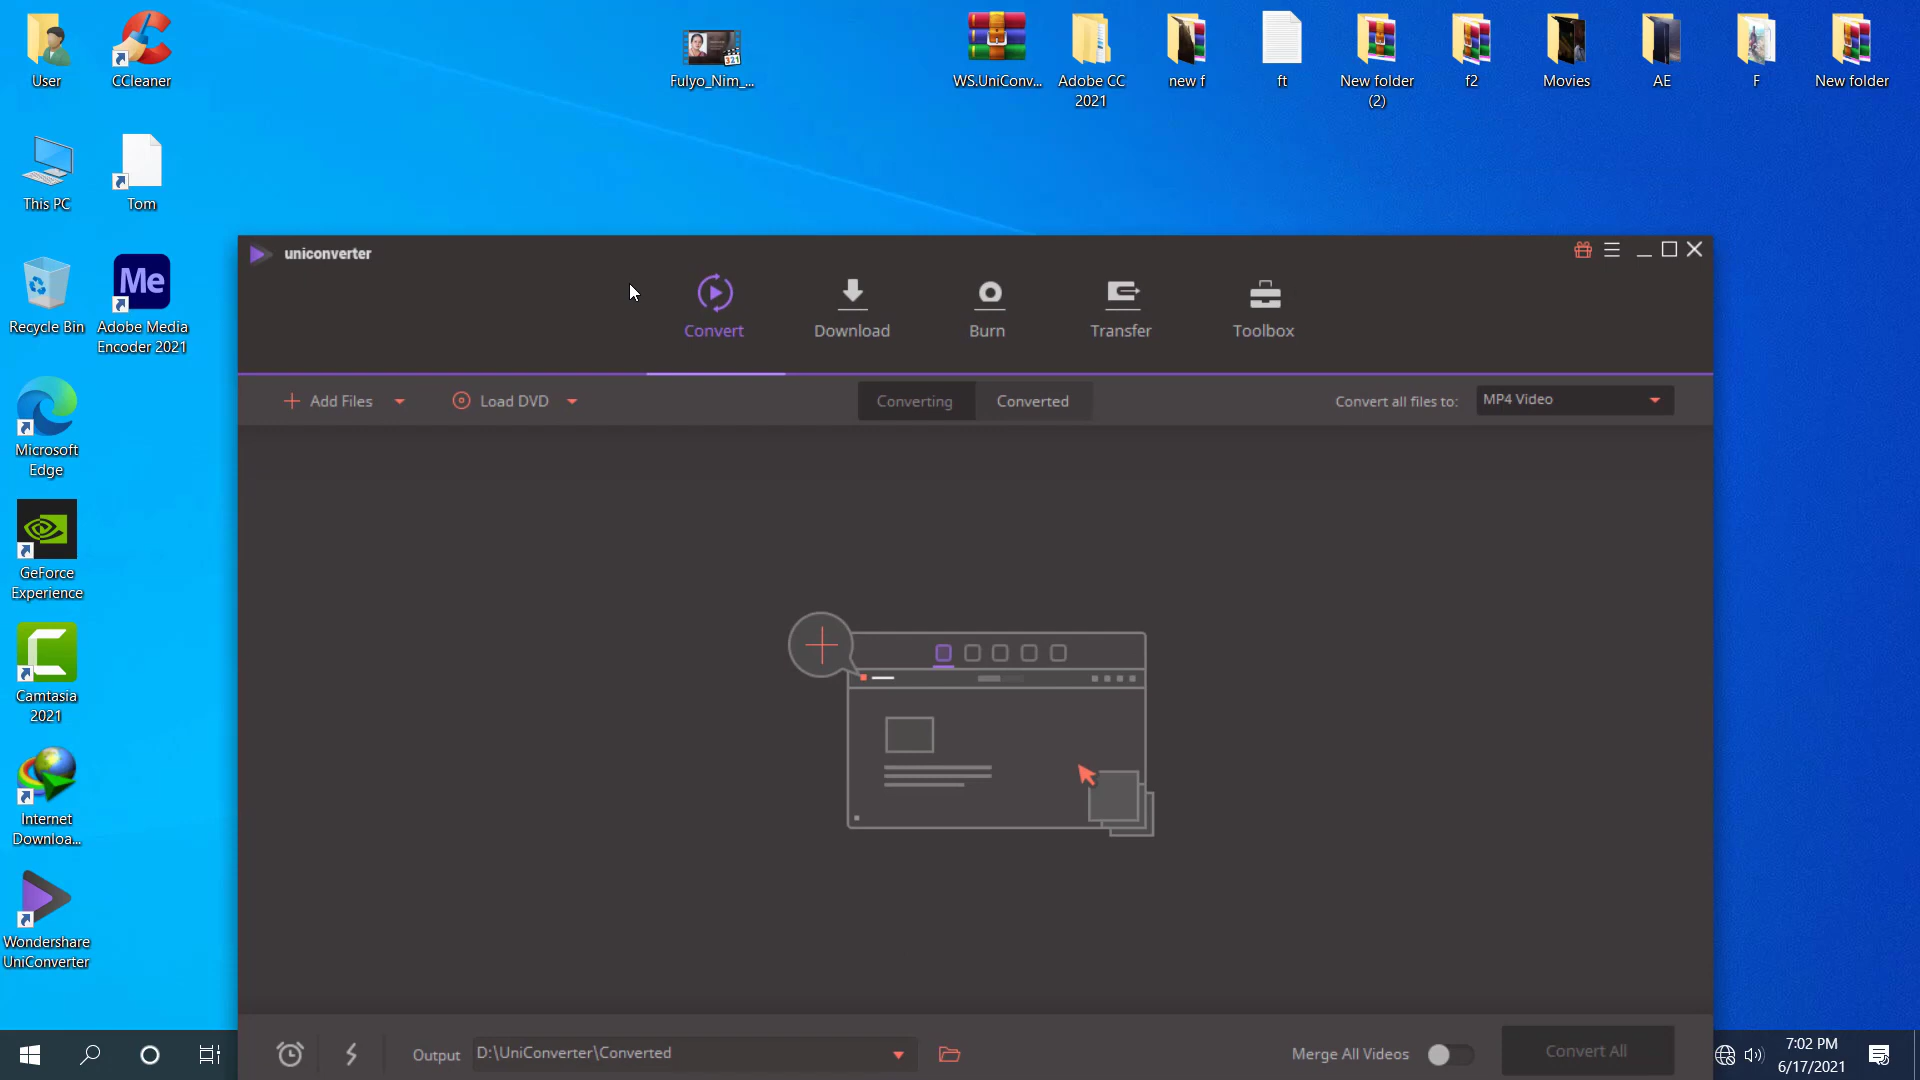 User
CCleaner
Fulyo_Nim_...
WS.UniConv...
Adobe CC
2021
new f
ft
New folder
(2)
f2
Movies
AE
F
New folder
This PC
Tom
Recycle Bin
Me
Adobe Media
Encoder 2021
Microsoft
Edge
GeForce
Experience
Camtasia
2021
Internet
Downloa...
Wondershare
UniConverter
uniconverter
Convert
Download
Burn
Transfer
Toolbox
Add Files
Load DVD
Converting
Converted
Convert all files to:
MP4 Video
Output
D:\UniConverter\Converted
Merge All Videos
Convert All
7:02 PM
6/17/2021